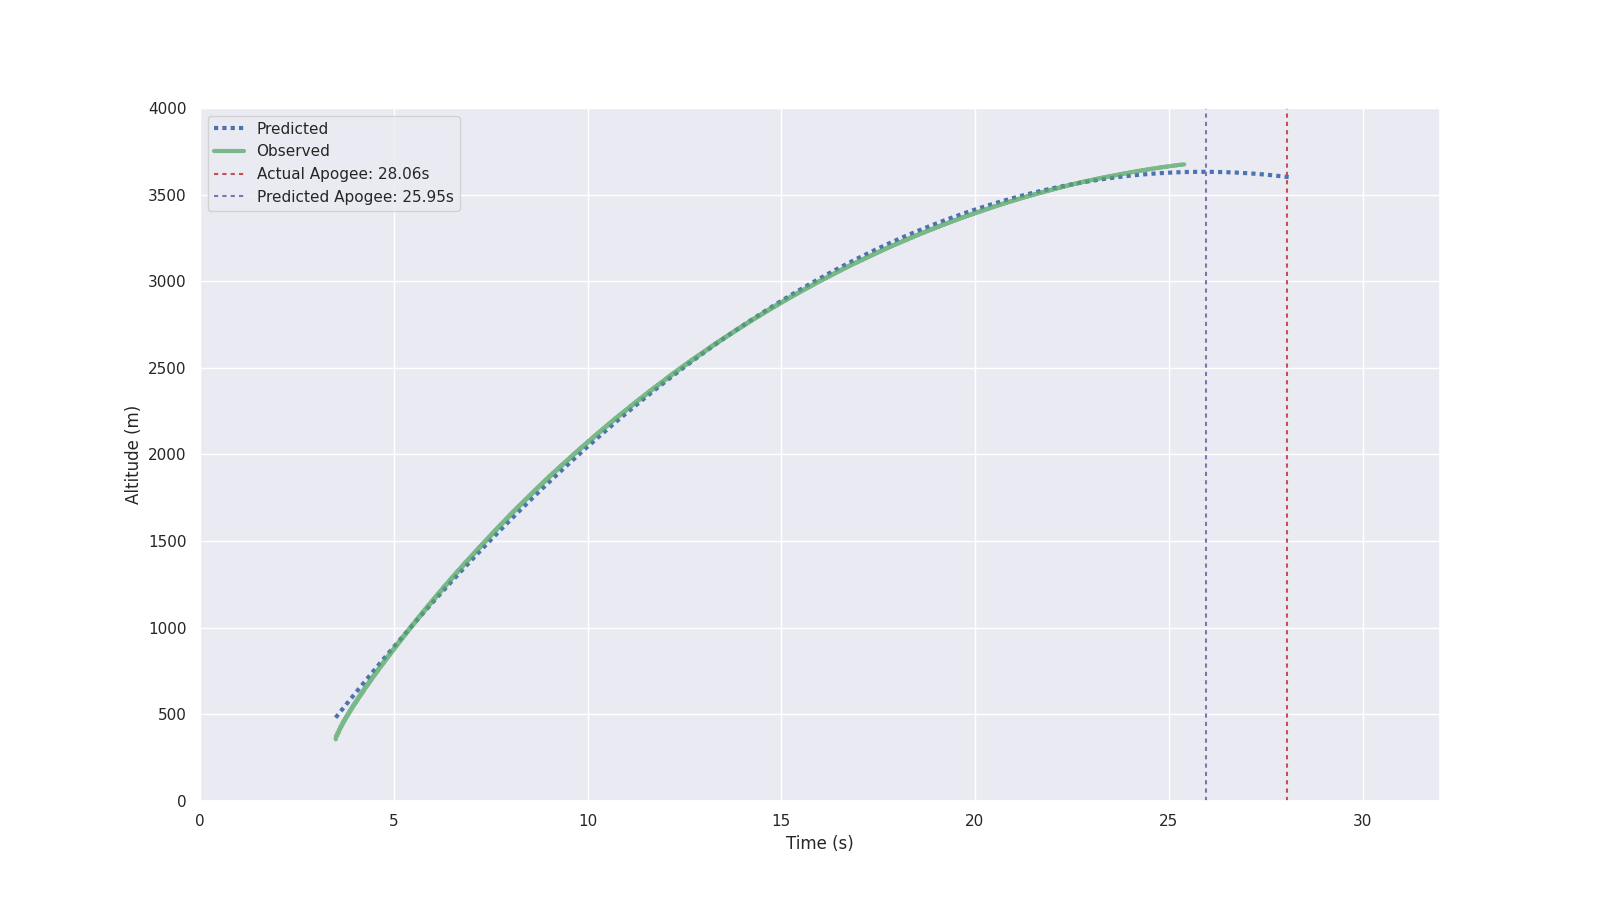 4000
3500
3000
2500
2000
1500
1000
500
0
Altitude (m)
Predicted
Observed
Actual Apogee: 28.06s
Predicted Apogee: 25.95s
0 5 10 15 20 25 30
Time (s)